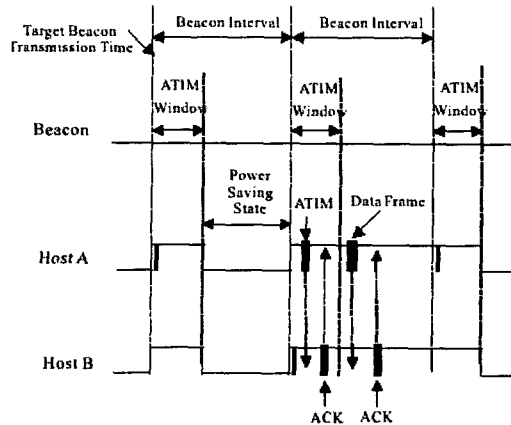 Beacon Interval
Beacon Interval
Target Beacon
Transmission Time
ATIM
Window
ATIM
Window
ATIM
Window
Beacon
Power
Saving
State
ATIM
Data Frame
Host A
Host B
ACK
ACK